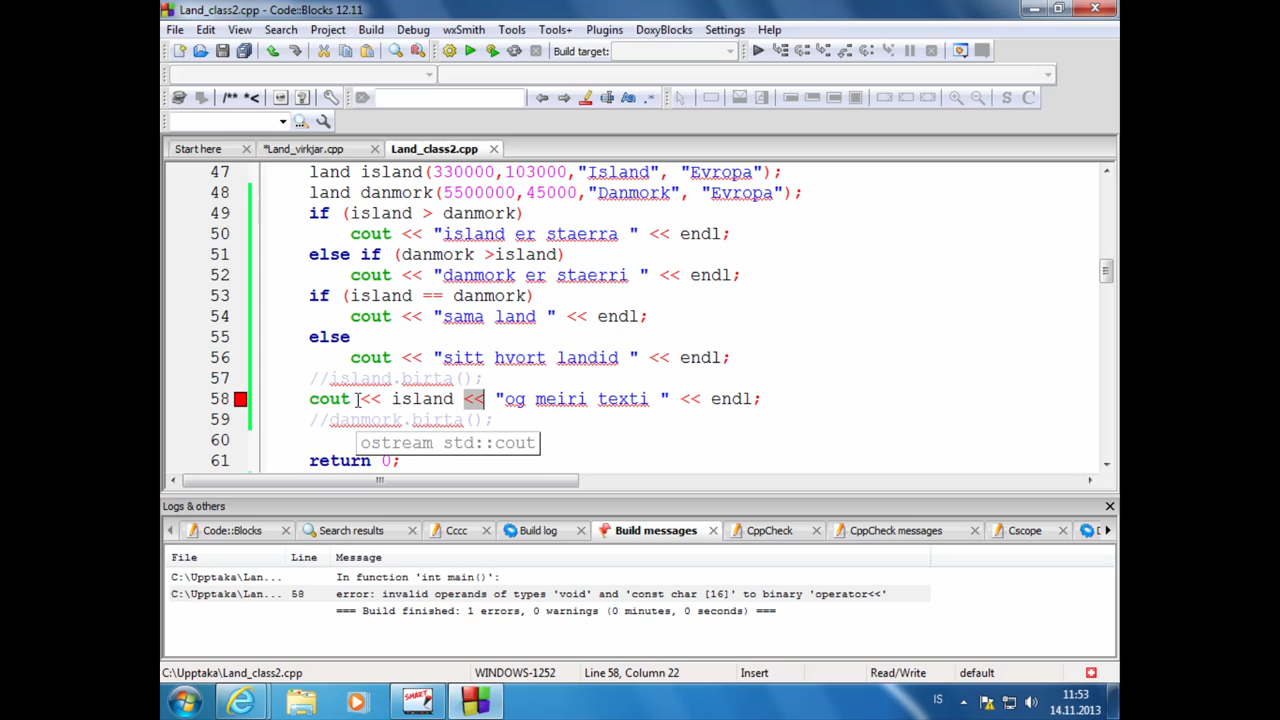 Land_class2.cpp - Code::Blocks 12.11
File Edit View Search Project Build Debug wxSmith Tools Tools+ Plugins DoxyBlocks Settings Help
Build target:
/** *< Aa .* S C
Start here *Land_virkjar.cpp Land_class2.cpp
47 land island(330000,103000,"Island", "Evropa");
48 land danmork(5500000,45000,"Danmork", "Evropa");
49 if (island > danmork)
50 cout << "island er staerra " << endl;
51 else if (danmork >island)
52 cout << "danmork er staerri " << endl;
53 if (island == danmork)
54 cout << "sama land " << endl;
55 else
56 cout << "sitt hvort landid " << endl;
57 //island.birta();
58 cout << island << "og meiri texti " << endl;
59 //danmork.birta();
60
ostream std::cout
61 return 0;
Logs & others
Code::Blocks Search results Cccc Build log Build messages CppCheck CppCheck messages Cscope D
File Line Message
C:\Upptaka\Lan... In function 'int main()':
C:\Upptaka\Lan... 58 error: invalid operands of types 'void' and 'const char [16]' to binary 'operator<<'
=== Build finished: 1 errors, 0 warnings (0 minutes, 0 seconds) ===
C:\Upptaka\Land_class2.cpp WINDOWS-1252 Line 58, Column 22 Insert Read/Write default
SMART IS 11:53
14.11.2013